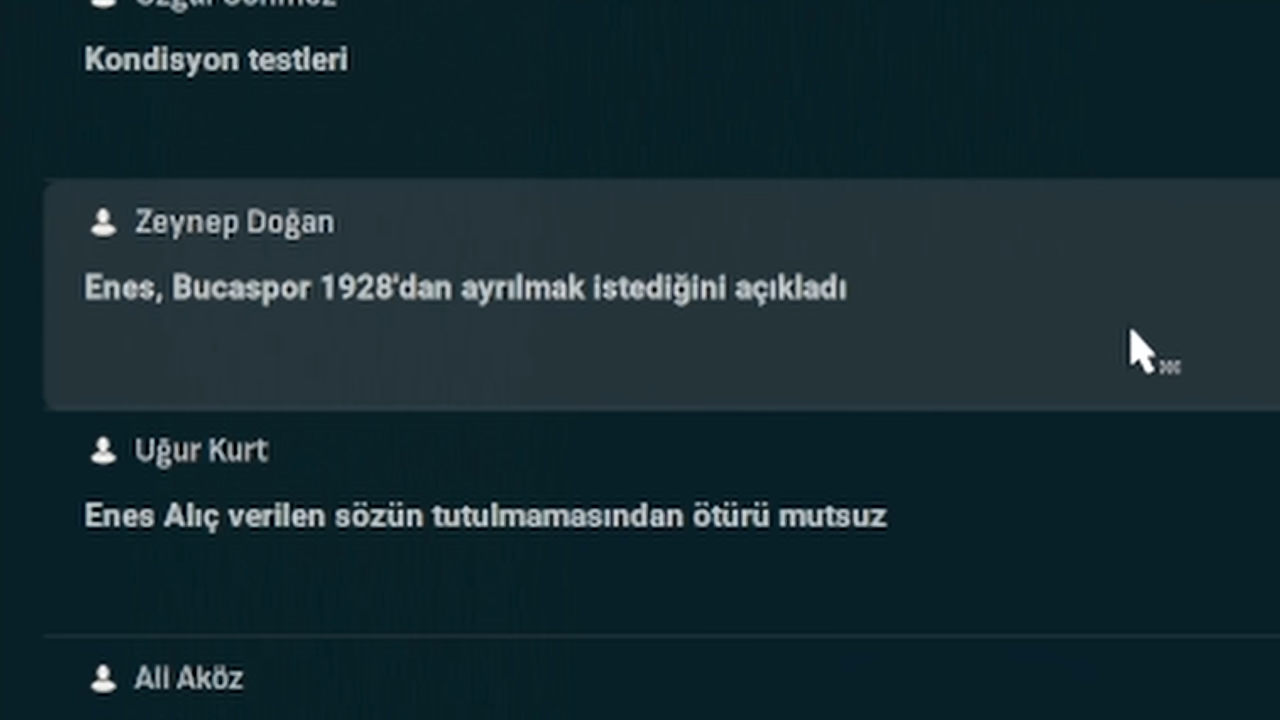 Kondisyon testleri
Zeynep Doğan
Enes, Bucaspor 1928'dan ayrılmak istediğini açıkladı
Uğur Kurt
Enes Alıç verilen sözün tutulmamasından ötürü mutsuz
Ali Aköz